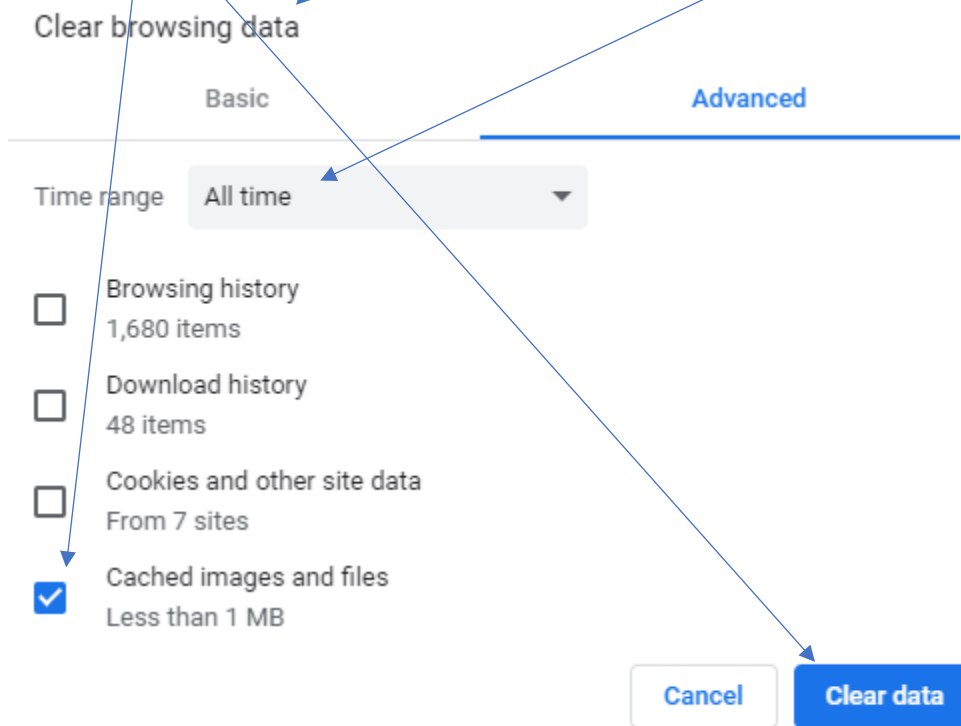 Clear browsing data
Basic Advanced
Time range All time
Browsing history
1,680 items
Download history
48 items
Cookies and other site data
From 7 sites
Cached images and files
Less than 1 MB
Cancel Clear data